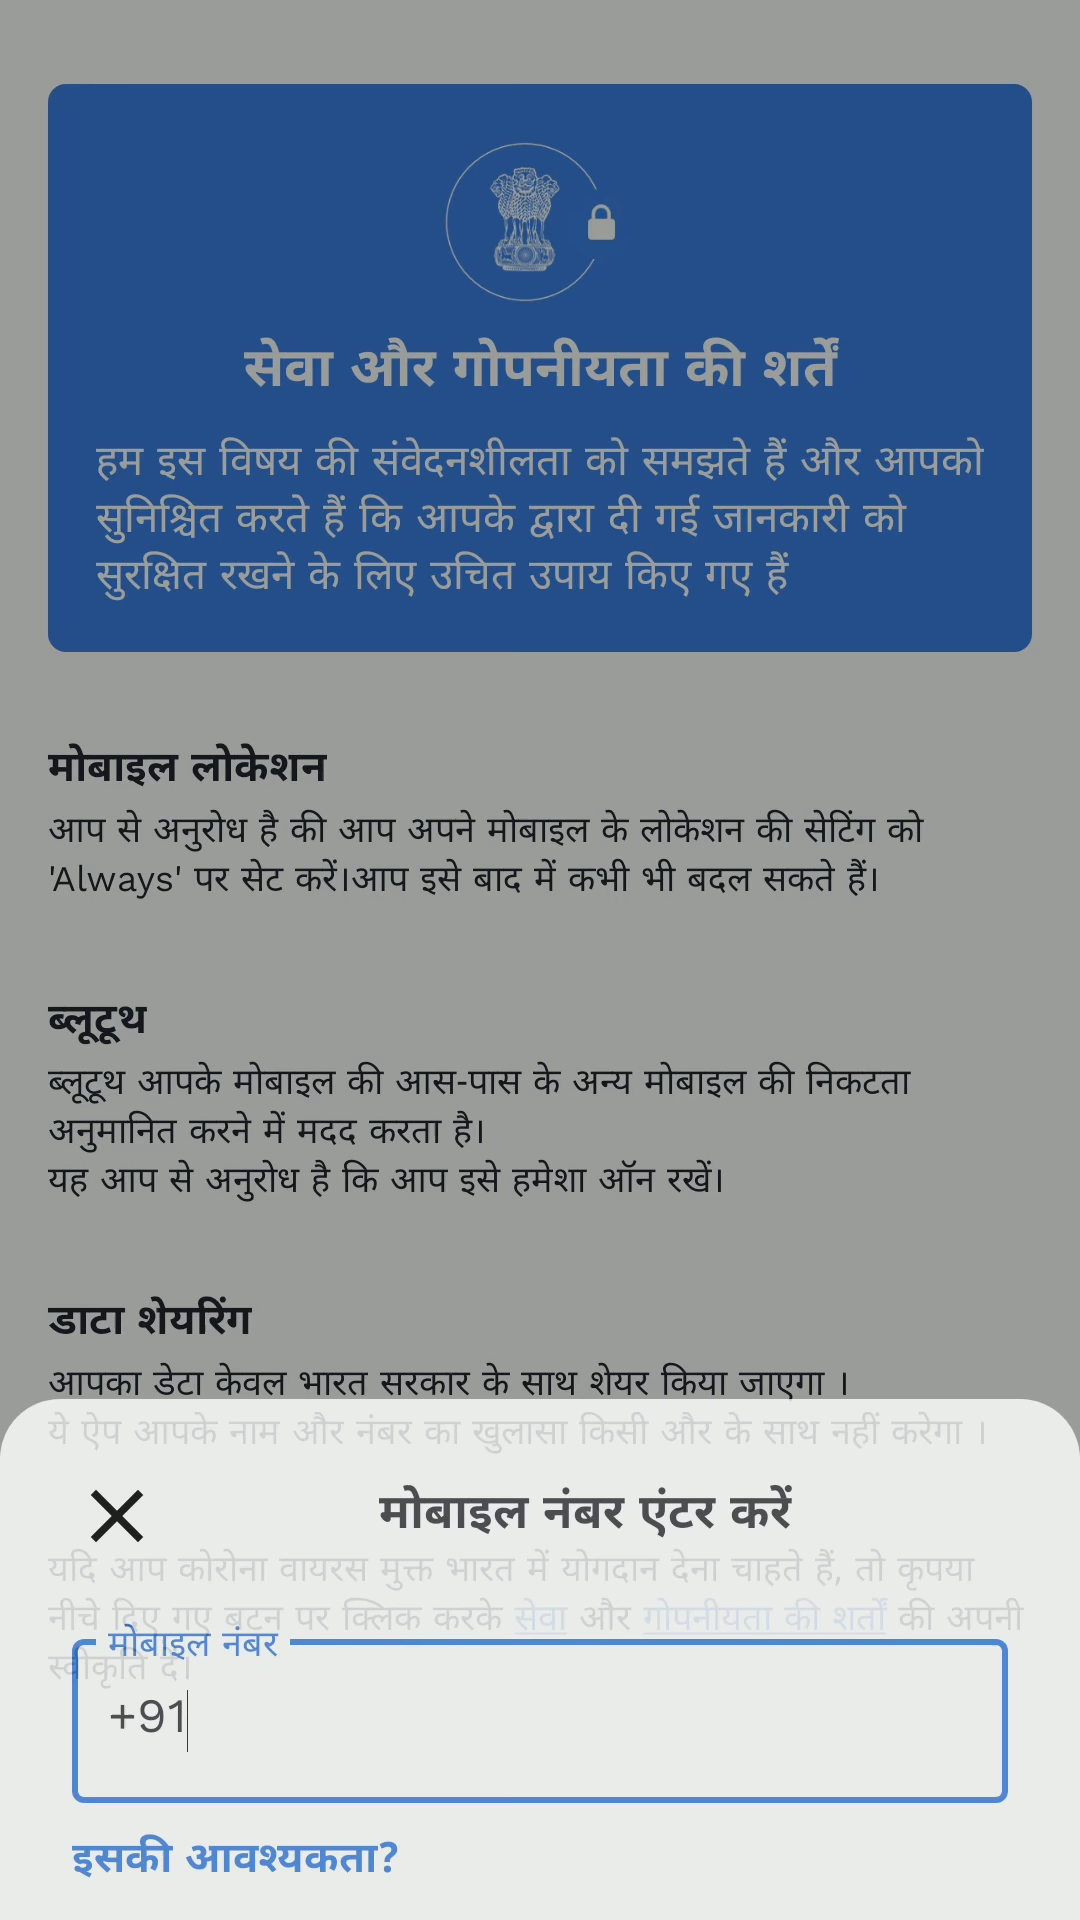 सेवा और गोपनीयता की शर्तें
हम इस विषय की संवेदनशीलता को समझते हैं और आपको
सुनिश्चित करते हैं कि आपके द्वारा दी गई जानकारी को
सुरक्षित रखने के लिए उचित उपाय किए गए हैं
मोबाइल लोकेशन
आप से अनुरोध है की आप अपने मोबाइल के लोकेशन की सेटिंग को
'Always' पर सेट करें।आप इसे बाद में कभी भी बदल सकते हैं।
ब्लूटूथ
ब्लूटूथ आपके मोबाइल की आस-पास के अन्य मोबाइल की निकटता
अनुमानित करने में मदद करता है।
यह आप से अनुरोध है कि आप इसे हमेशा ऑन रखें।
डाटा शेयरिंग
आपका डेटा केवल भारत सरकार के साथ शेयर किया जाएगा ।
ये ऐप आपके नाम और नंबर का खुलासा किसी और के साथ नहीं करेगा ।
मोबाइल नंबर एंटर करें
यदि आप कोरोना वायरस मुक्त भारत में योगदान देना चाहते हैं, तो कृपया
नीचे दिए गए बटन पर क्लिक करके सेवा और गोपनीयता की शर्तों की अपनी
मोबाइल नंबर
स्वीकृति दें।
+91
इसकी आवश्यकता?